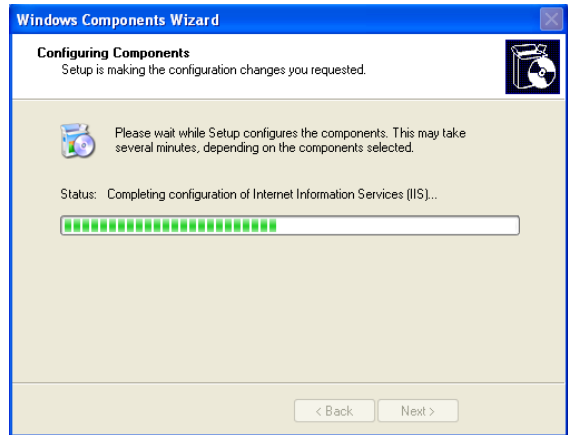 Windows Components Wizard
Configuring Components
Setup is making the configuration changes you requested.
Please wait while Setup configures the components. This may take
several minutes, depending on the components selected.
Status: Completing configuration of Internet Information Services (IIS)...
< Back Next >